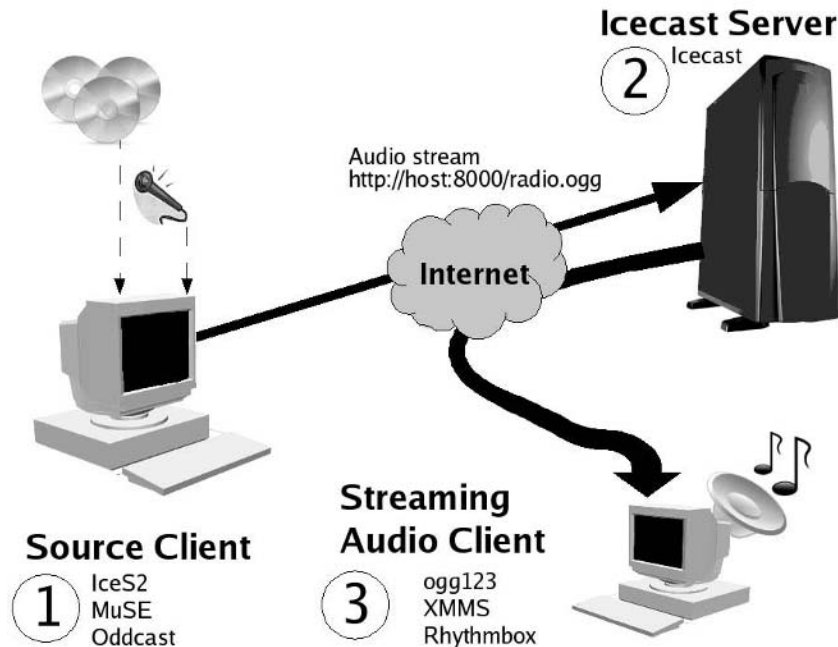 Icecast Server
2
Icecast
Audio stream
http://host:8000/radio.ogg
Internet
Source Client
1
IceS2
MuSE
Oddcast
Streaming
Audio Client
3
ogg123
XMMS
Rhythmbox